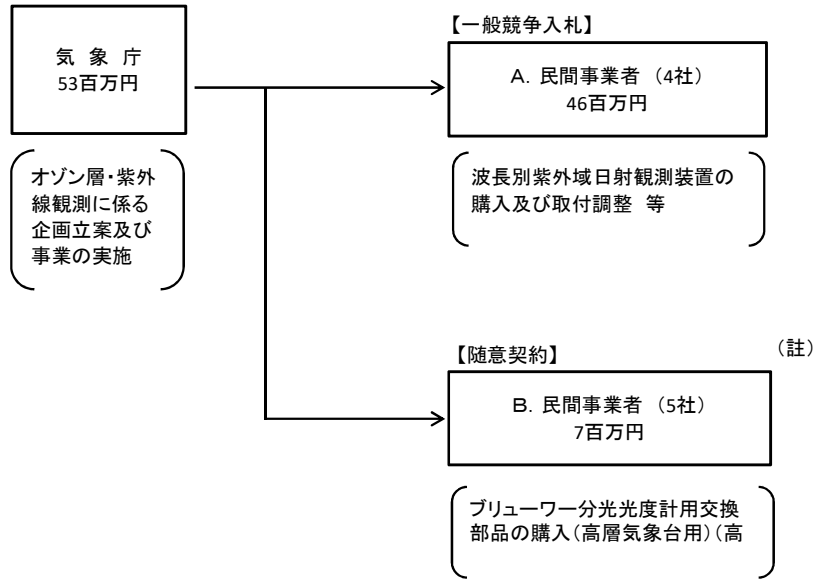 気 象 庁
53百万円
オゾン層・紫外
線観測に係る
企画立案及び
事業の実施
【一般競争入札】
A. 民間事業者 （4社）
46百万円
波長別紫外域日射観測装置の
購入及び取付調整 等
【随意契約】
（註）
B. 民間事業者 （5社）
7百万円
ブリューワー分光光度計用交換
部品の購入（高層気象台用）（高